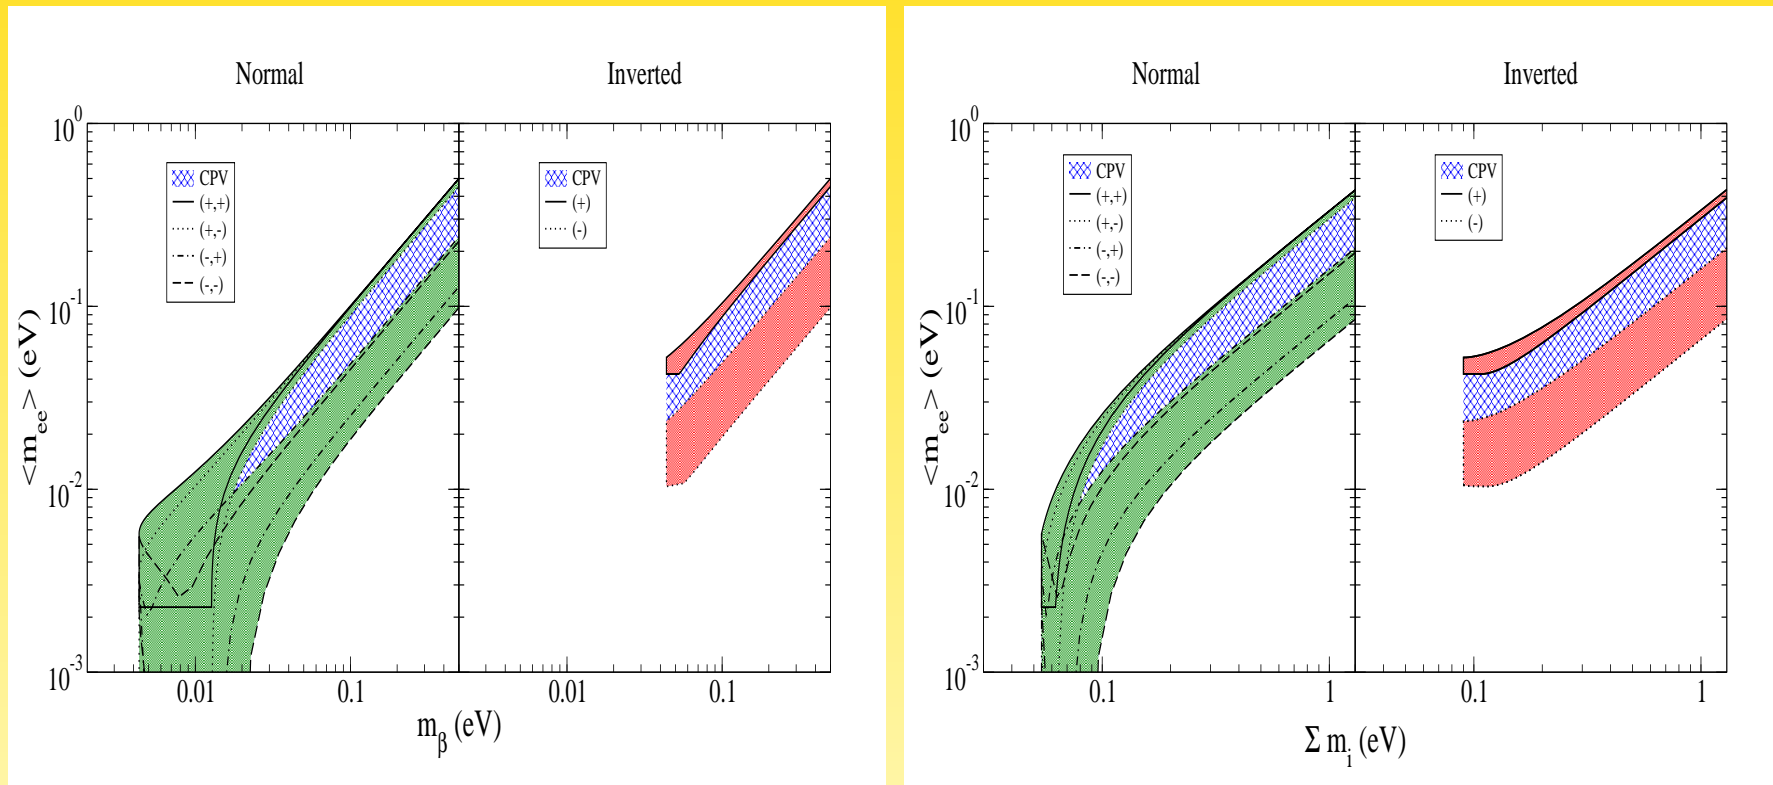 Normal Inverted
10^0
10^-1
10^-2
10^-3
<m_ee> (eV)
CPV
(+,+)
(+,-)
(-,+)
(-,-)
CPV
(+)
(-)
0.01 0.1 0.01 0.1
m_β (eV)
Normal Inverted
10^0
10^-1
10^-2
10^-3
<m_ee> (eV)
CPV
(+,+)
(+,-)
(-,+)
(-,-)
CPV
(+)
(-)
0.1 1 0.1 1
Σ m_i (eV)